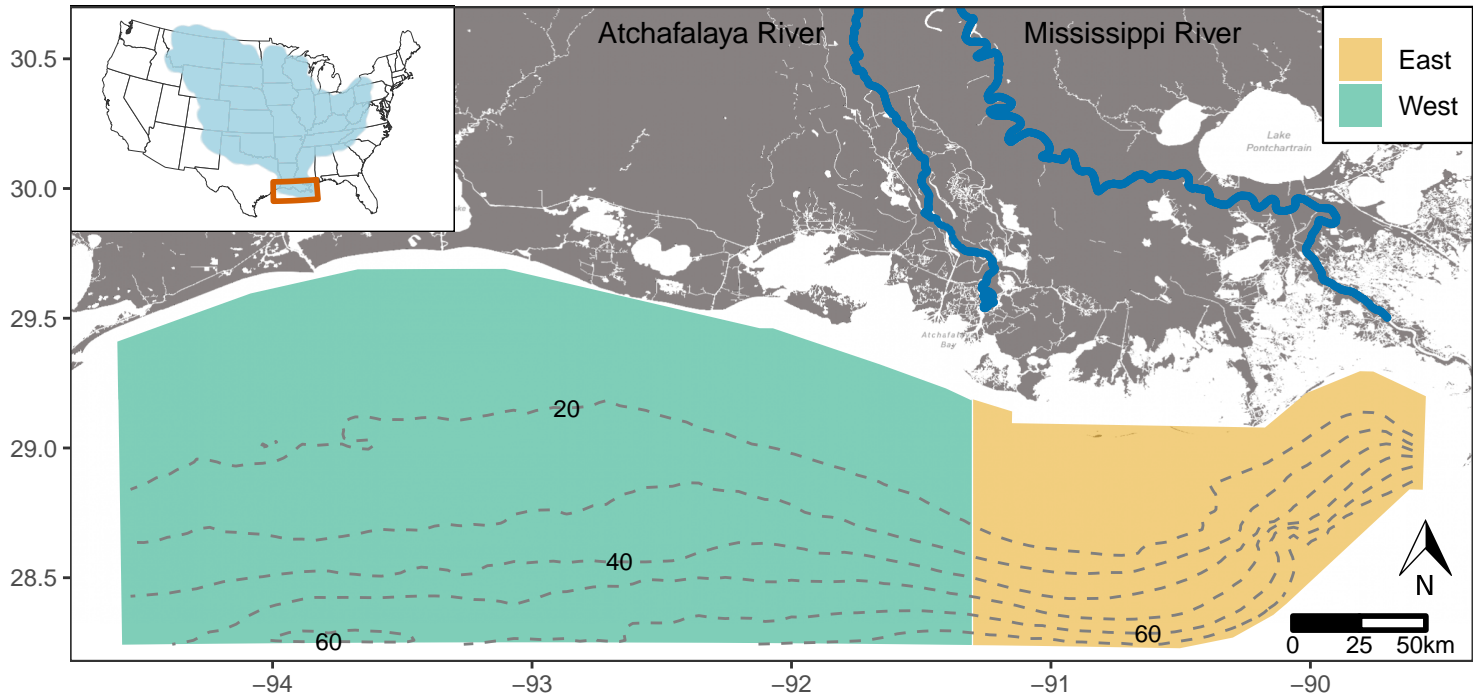 Atchafalaya River
Mississippi River
East
West
Lake
Pontchartrain
Atchafalaya
Bay
20
40
60
60
N
0
25
50km
30.5
30.0
29.5
29.0
28.5
−94
−93
−92
−91
−90